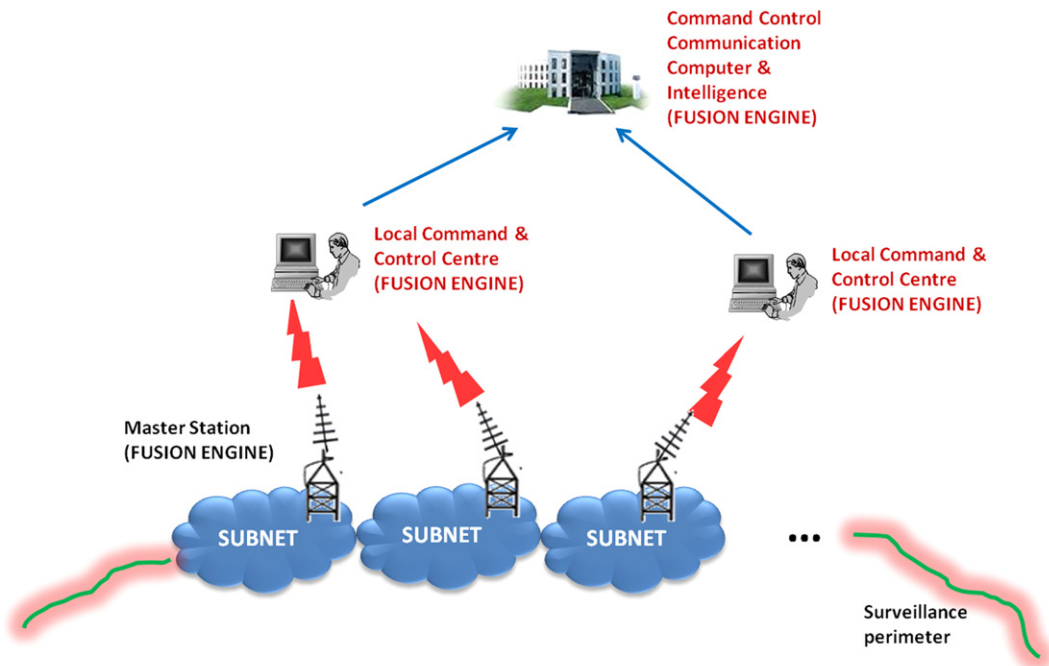 Command Control
Communication
Computer &
Intelligence
(FUSION ENGINE)
Local Command &
Control Centre
(FUSION ENGINE)
Local Command &
Control Centre
(FUSION ENGINE)
Master Station
(FUSION ENGINE)
SUBNET
SUBNET
SUBNET
...
Surveillance
perimeter